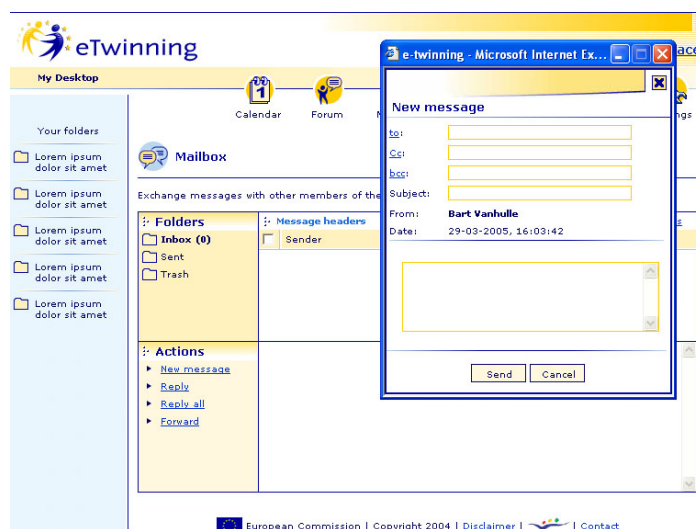 eTwinning
My Desktop
Calendar
Forum
Your folders
Lorem ipsum
dolor sit amet
Lorem ipsum
dolor sit amet
Lorem ipsum
dolor sit amet
Lorem ipsum
dolor sit amet
Lorem ipsum
dolor sit amet
Mailbox
Exchange messages with other members of the
Folders
Inbox (0)
Sent
Trash
Message headers
Sender
Actions
New message
Reply
Reply all
Forward
e-twinning - Microsoft Internet Ex...
New message
to:
Cc:
bcc:
Subject:
From: Bart Vanhulle
Date: 29-03-2005, 16:03:42
Send Cancel
European Commission | Copyright 2004 | Disclaimer | | Contact